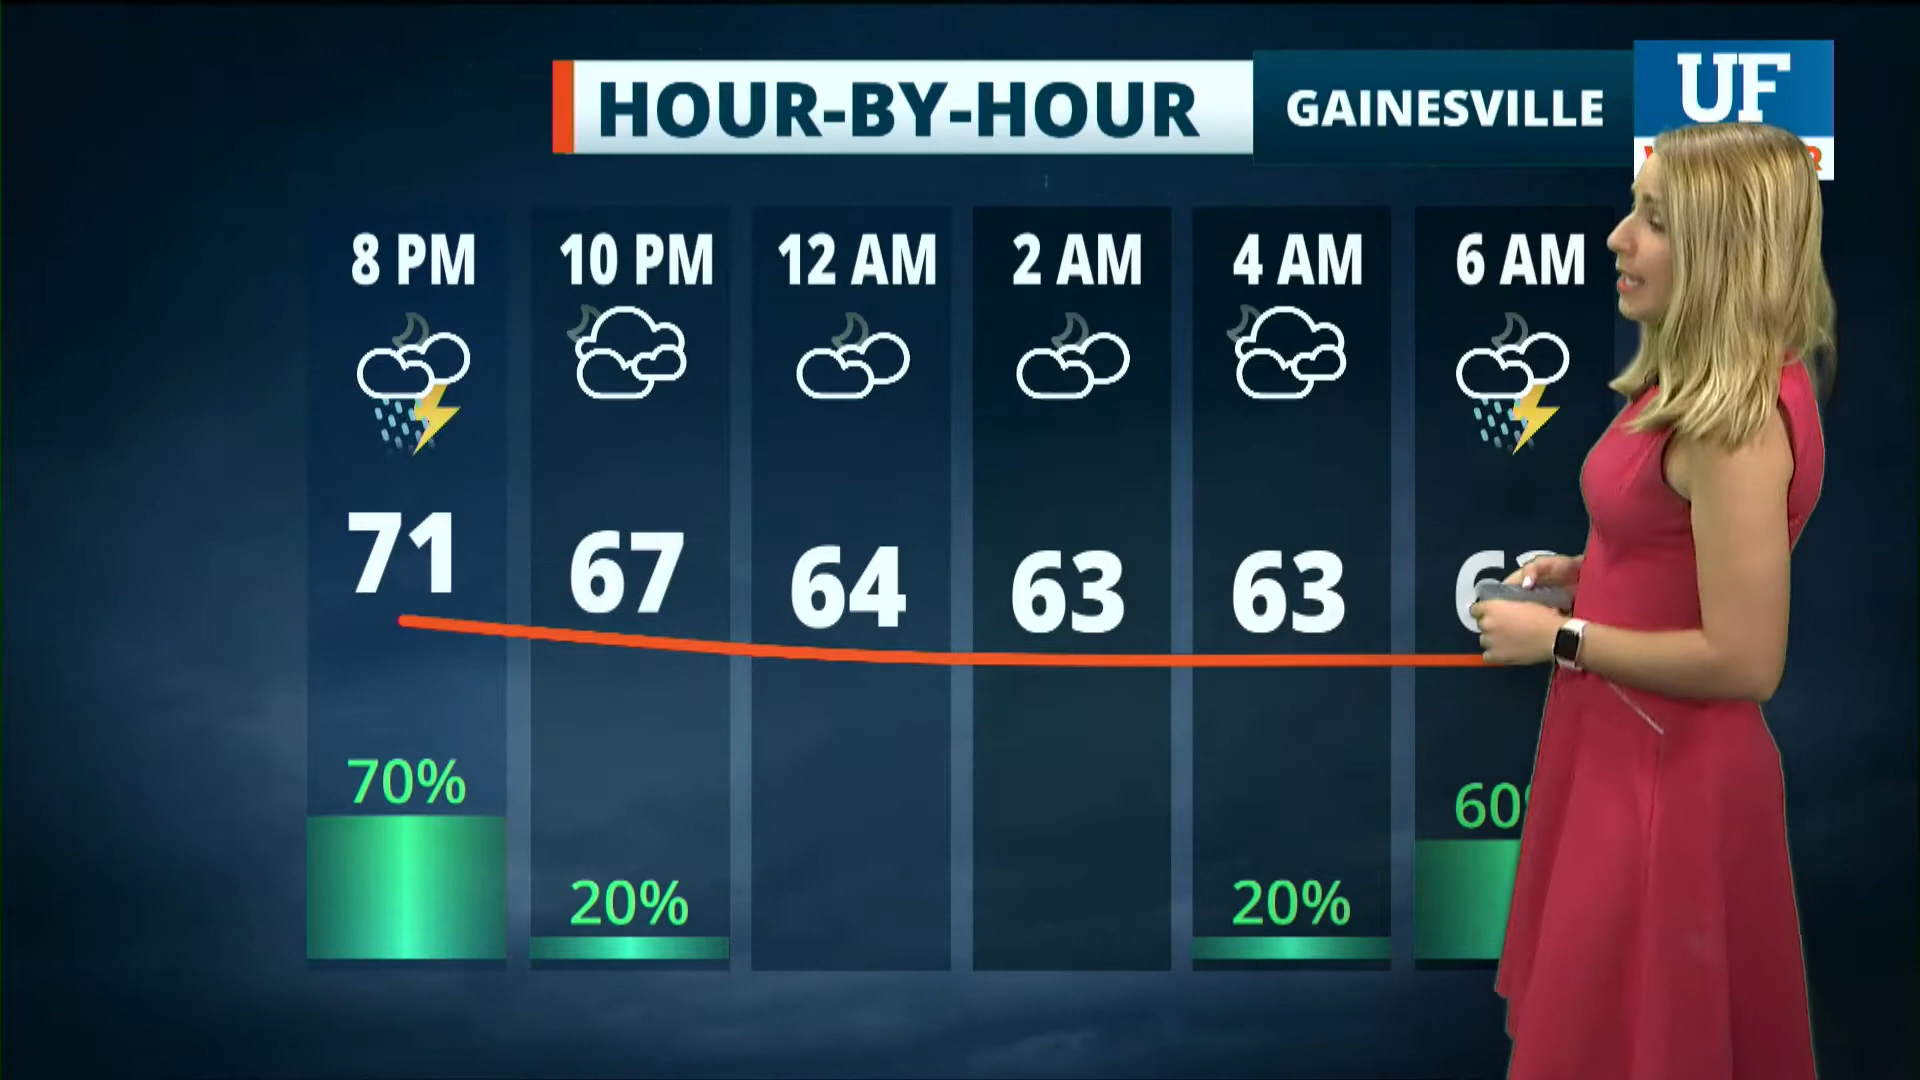 HOUR-BY-HOUR
GAINESVILLE
UF
8 PM
10 PM
12 AM
2 AM
4 AM
6 AM
71
67
64
63
63
70%
20%
20%
60